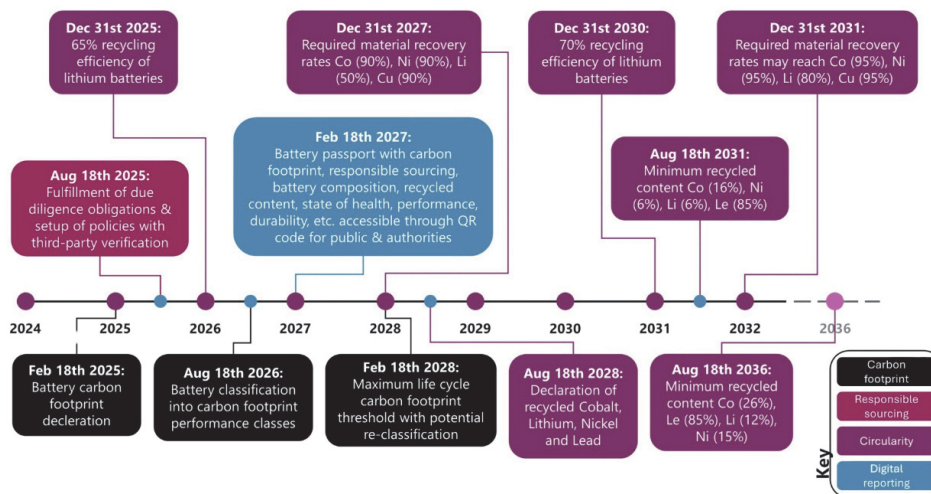 Dec 31st 2025:
65% recycling
efficiency of
lithium batteries
Dec 31st 2027:
Required material recovery
rates Co (90%), Ni (90%), Li
(50%), Cu (90%)
Dec 31st 2030:
70% recycling
efficiency of
lithium batteries
Dec 31st 2031:
Required material recovery
rates may reach Co (95%), Ni
(95%), Li (80%), Cu (95%)
Aug 18th 2025:
Fulfillment of due
diligence obligations &
setup of policies with
third-party verification
Feb 18th 2027:
Battery passport with carbon
footprint, responsible sourcing,
battery composition, recycled
content, state of health, performance,
durability, etc. accessible through QR
code for public & authorities
Aug 18th 2031:
Minimum recycled
content Co (16%), Ni
(6%), Li (6%), Le (85%)
2024
2025
2026
2027
2028
2029
2030
2031
2032
2036
Feb 18th 2025:
Battery carbon
footprint
decleration
Aug 18th 2026:
Battery classification
into carbon footprint
performance classes
Feb 18th 2028:
Maximum life cycle
carbon footprint
threshold with potential
re-classification
Aug 18th 2028:
Declaration of
recycled Cobalt,
Lithium, Nickel
and Lead
Aug 18th 2036:
Minimum recycled
content Co (26%),
Le (85%), Li (12%),
Ni (15%)
Key
Carbon
footprint
Responsible
sourcing
Circularity
Digital
reporting